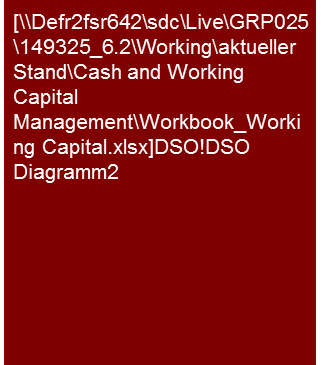 [\\Defr2fsr642\sdc\Live\GRP025
\149325_6.2\Working\aktueller
Stand\Cash and Working
Capital
Management\Workbook_Worki
ng Capital.xlsx]DSO!DSO
Diagramm2